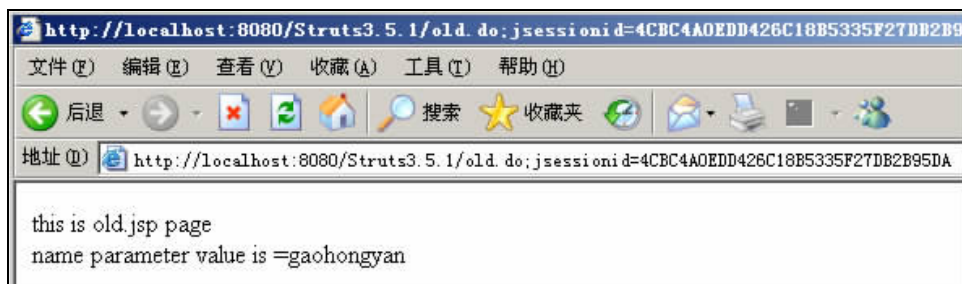 http://localhost:8080/Struts3.5.1/old.do;jsessionid=4CBC4A0EDD426C18B5335F27DB2B9
文件(F) 编辑(E) 查看(V) 收藏(A) 工具(T) 帮助(H)
后退 搜索 收藏夹
地址(D) http://localhost:8080/Struts3.5.1/old.do;jsessionid=4CBC4A0EDD426C18B5335F27DB2B95DA
this is old.jsp page
name parameter value is =gaohongyan